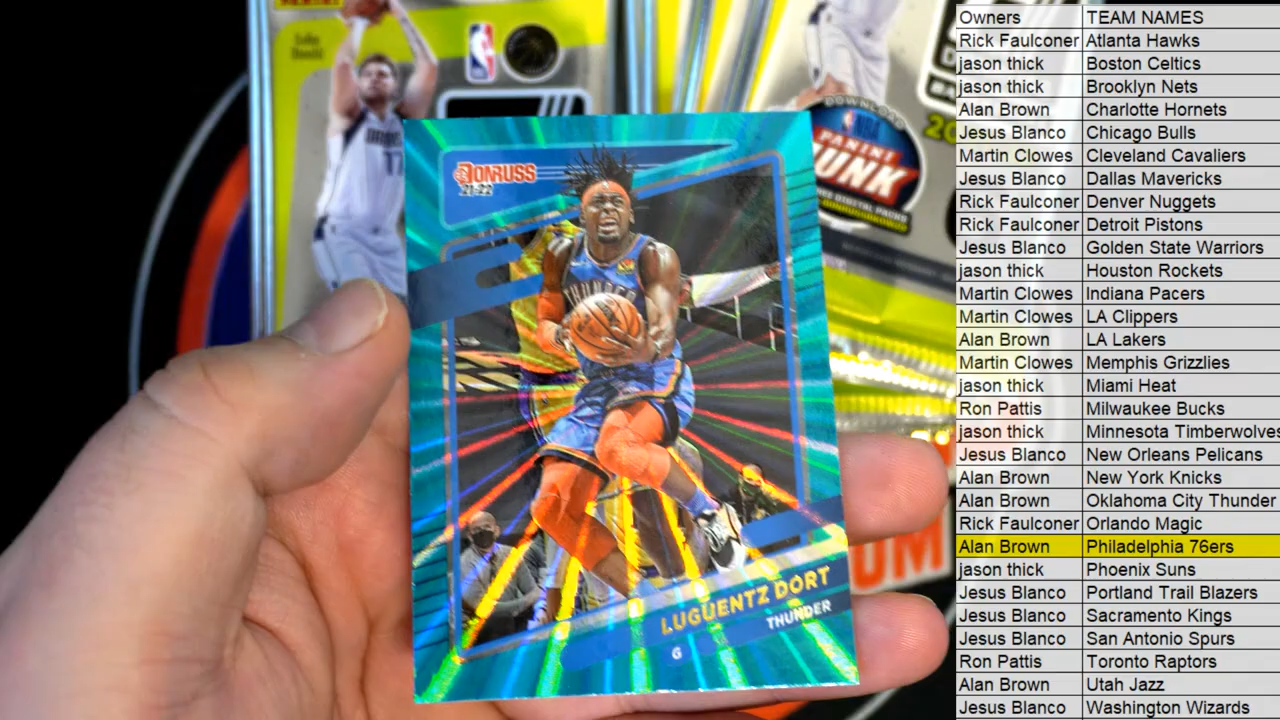 PANINI
Luka Dončić
DONRUSS
21-22
THUNDER
LUGUENTZ DORT
THUNDER
G
DOWNLOAD
NBA
PANINI
Owners TEAM NAMES
Rick Faulconer Atlanta Hawks
jason thick Boston Celtics
jason thick Brooklyn Nets
Alan Brown Charlotte Hornets
Jesus Blanco Chicago Bulls
Martin Clowes Cleveland Cavaliers
Jesus Blanco Dallas Mavericks
Rick Faulconer Denver Nuggets
Rick Faulconer Detroit Pistons
Jesus Blanco Golden State Warriors
jason thick Houston Rockets
Martin Clowes Indiana Pacers
Martin Clowes LA Clippers
Alan Brown LA Lakers
Martin Clowes Memphis Grizzlies
jason thick Miami Heat
Ron Pattis Milwaukee Bucks
jason thick Minnesota Timberwolves
Jesus Blanco New Orleans Pelicans
Alan Brown New York Knicks
Alan Brown Oklahoma City Thunder
Rick Faulconer Orlando Magic
Alan Brown Philadelphia 76ers
jason thick Phoenix Suns
Jesus Blanco Portland Trail Blazers
Jesus Blanco Sacramento Kings
Jesus Blanco San Antonio Spurs
Ron Pattis Toronto Raptors
Alan Brown Utah Jazz
Jesus Blanco Washington Wizards